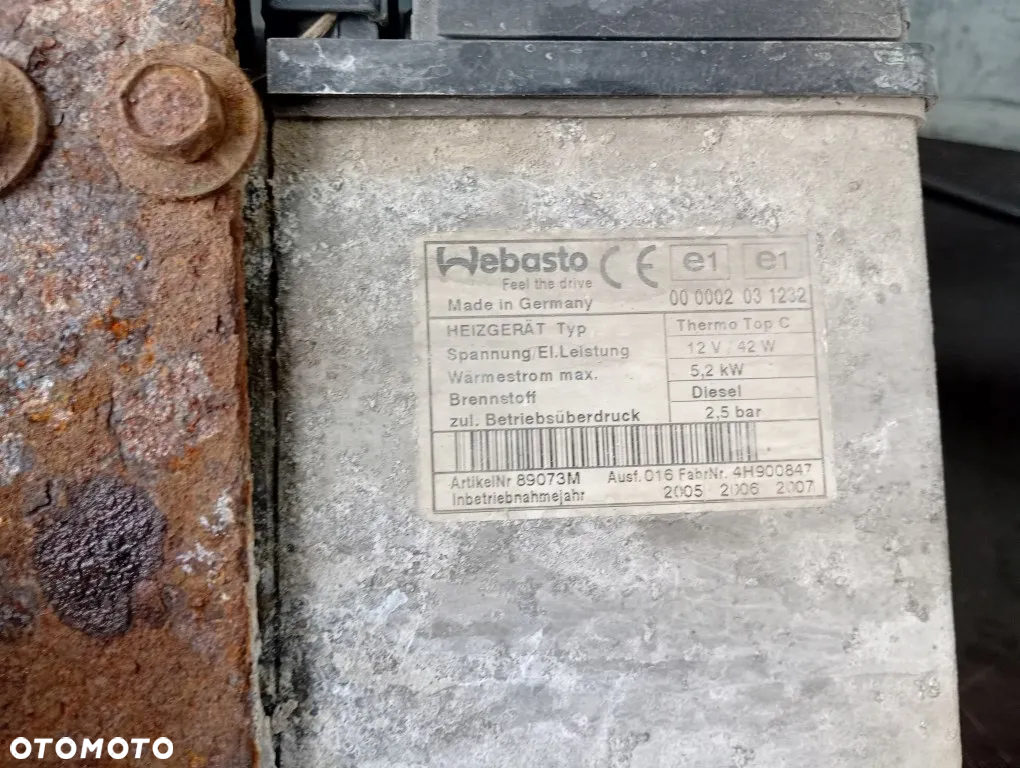 Webasto CE e1 e1
Feel the drive
Made in Germany 00 0002 03 1232
HEIZGERÄT Typ Thermo Top C
Spannung/El.Leistung 12 V / 42 W
Wärmestrom max. 5,2 kW
Brennstoff Diesel
zul. Betriebsüberdruck 2,5 bar
ArtikelNr 89073M Ausf. 016 FabrNr. 4H900847
Inbetriebnahmejahr 2005 2006 2007
OTOMOTO